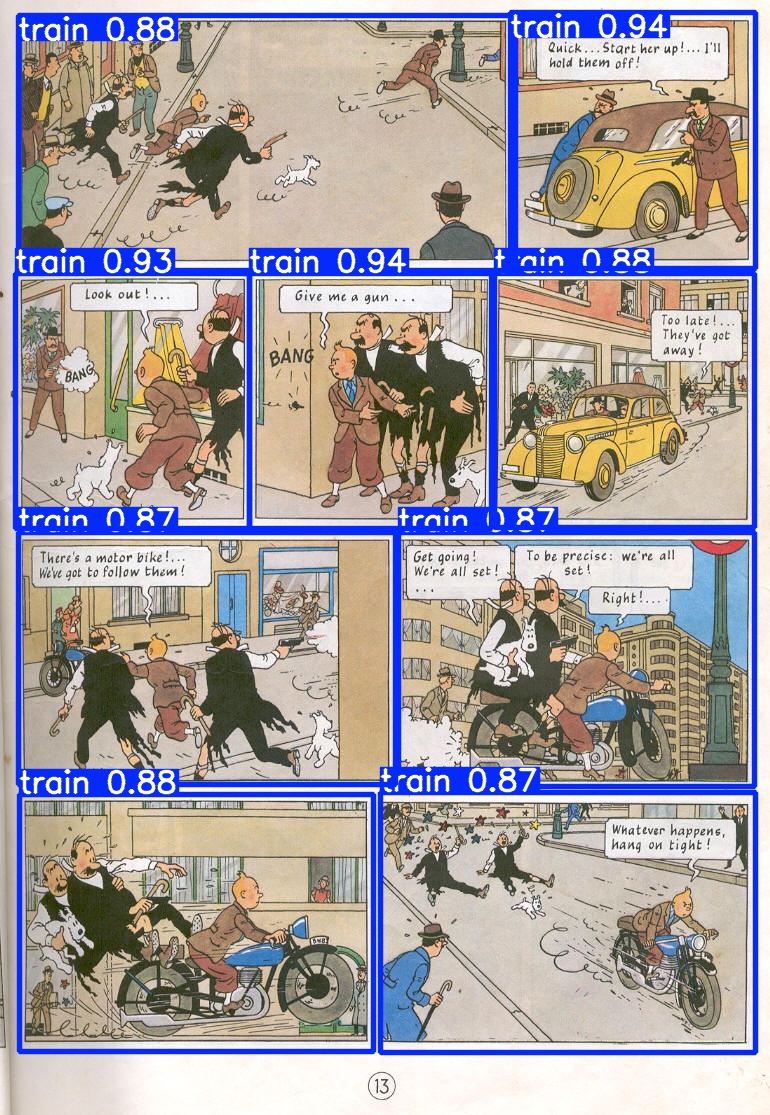 train 0.88
train 0.94
Quick...Start her up!...I'll
hold them off!
train 0.93
train 0.94
train 0.88
Look out!...
BANG
Give me a gun...
BANG
Too late!...
They've got
away!
train 0.87
train 0.87
There's a motor bike!...
We've got to follow them!
Get going!
We're all set!
...
To be precise: we're all
set!
Right!...
train 0.88
train 0.87
Whatever happens,
hang on tight!
13